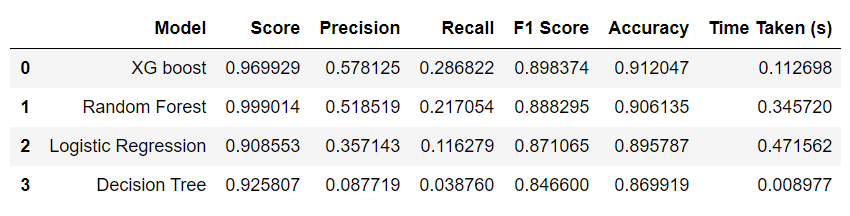 Model Score Precision Recall F1 Score Accuracy Time Taken (s)
0 XG boost 0.969929 0.578125 0.286822 0.898374 0.912047 0.112698
1 Random Forest 0.999014 0.518519 0.217054 0.888295 0.906135 0.345720
2 Logistic Regression 0.908553 0.357143 0.116279 0.871065 0.895787 0.471562
3 Decision Tree 0.925807 0.087719 0.038760 0.846600 0.869919 0.008977